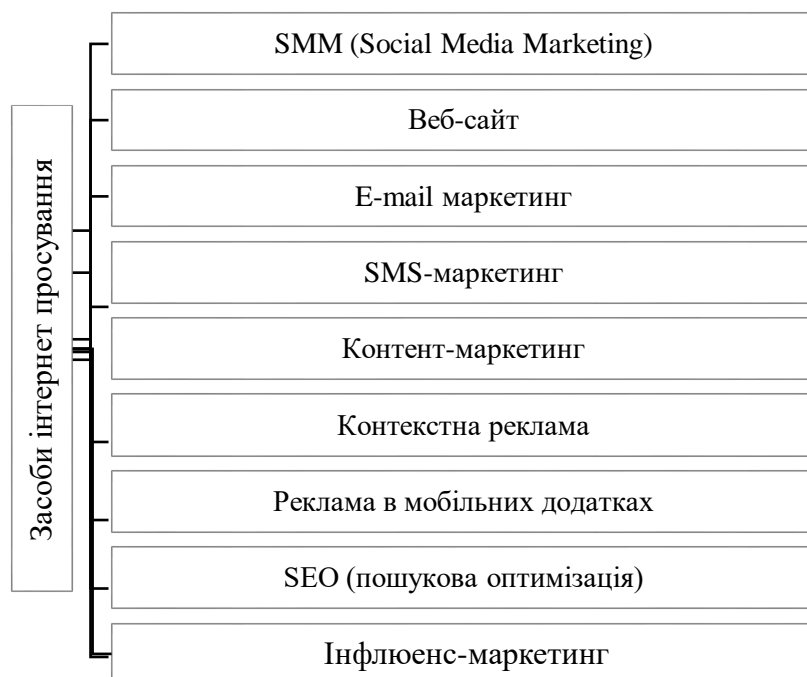 Засоби інтернет просування
SMM (Social Media Marketing)
Веб-сайт
E-mail маркетинг
SMS-маркетинг
Контент-маркетинг
Контекстна реклама
Реклама в мобільних додатках
SEO (пошукова оптимізація)
Інфлюенс-маркетинг